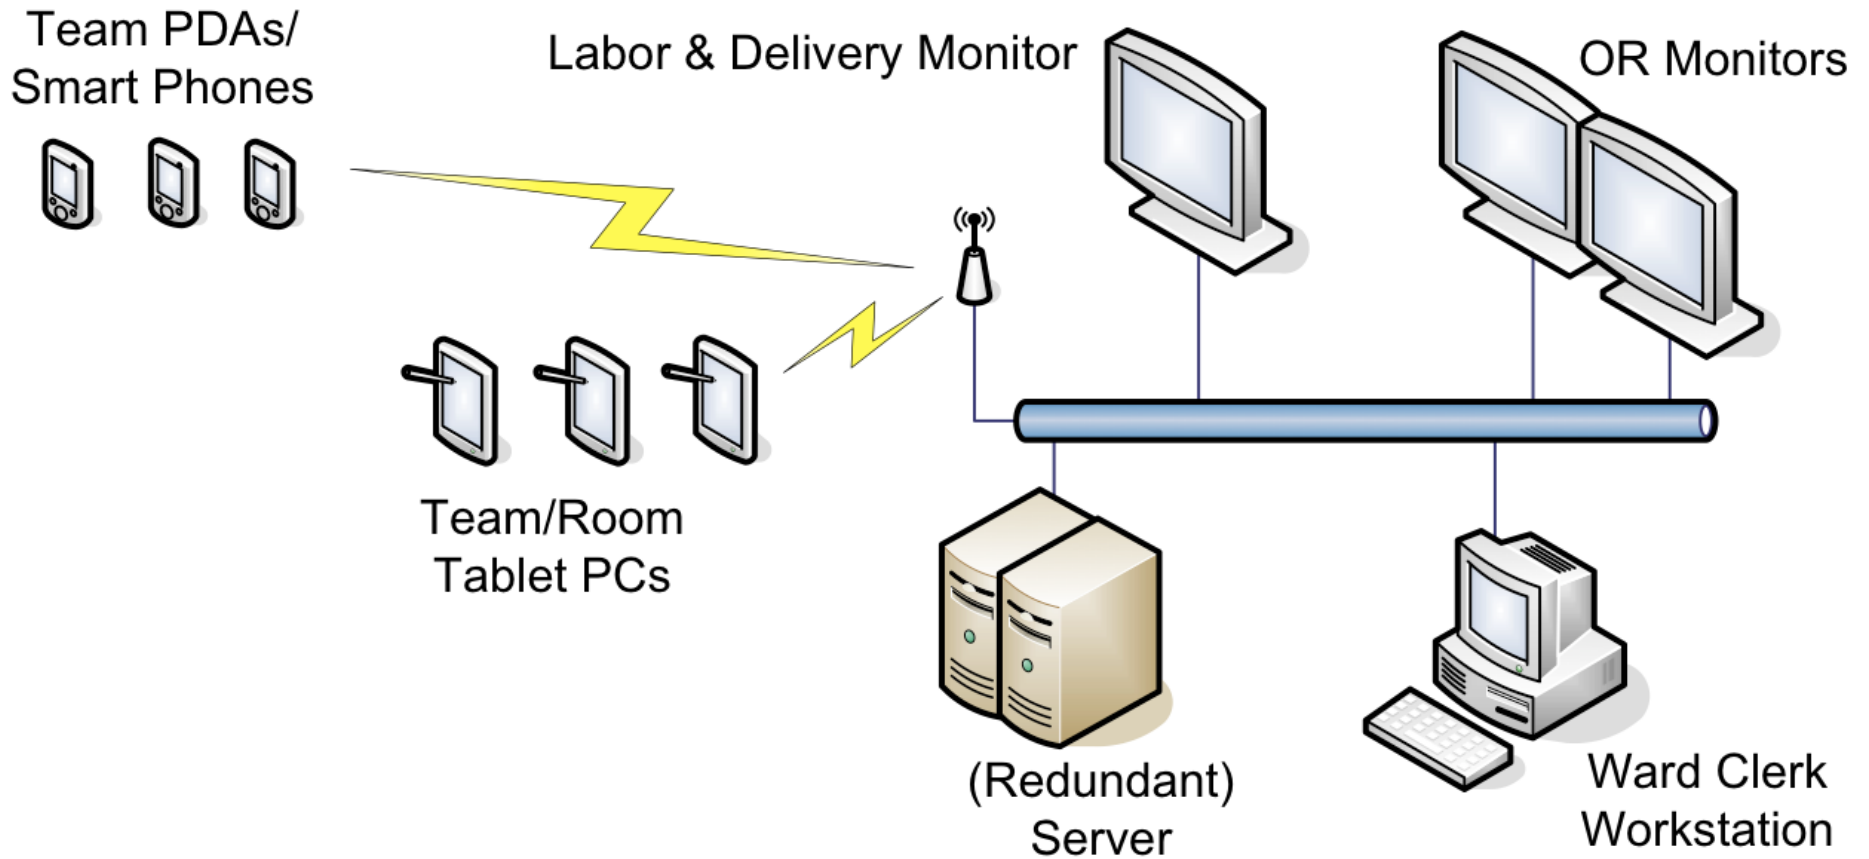 Team PDAs/
Smart Phones
Labor & Delivery Monitor
OR Monitors
Team/Room
Tablet PCs
(Redundant)
Server
Ward Clerk
Workstation